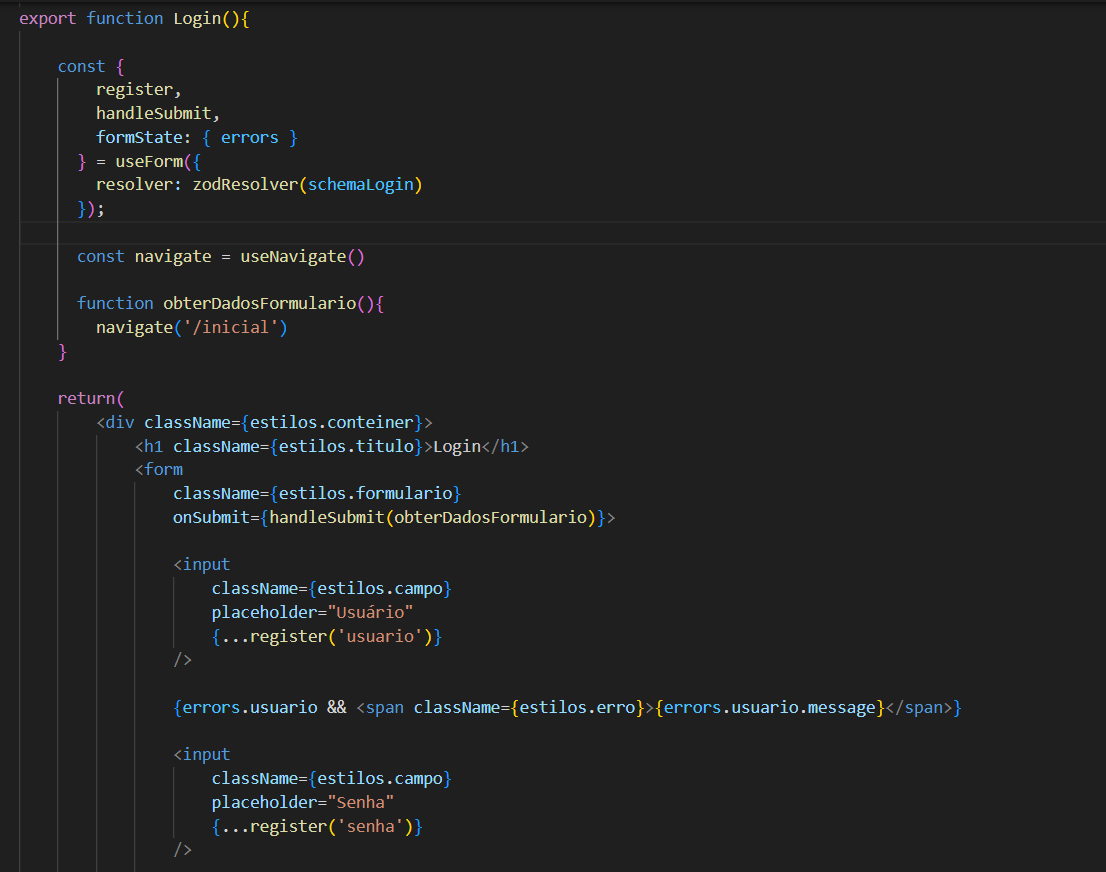 export function Login(){
const {
register,
handleSubmit,
formState: { errors }
} = useForm({
resolver: zodResolver(schemaLogin)
});
const navigate = useNavigate()
function obterDadosFormulario(){
navigate('/inicial')
}
return(
<div className={estilos.conteiner}>
<h1 className={estilos.titulo}>Login</h1>
<form
className={estilos.formulario}
onSubmit={handleSubmit(obterDadosFormulario)}>
<input
className={estilos.campo}
placeholder="Usuário"
{...register('usuario')}
/>
{errors.usuario && <span className={estilos.erro}>{errors.usuario.message}</span>}
<input
className={estilos.campo}
placeholder="Senha"
{...register('senha')}
/>